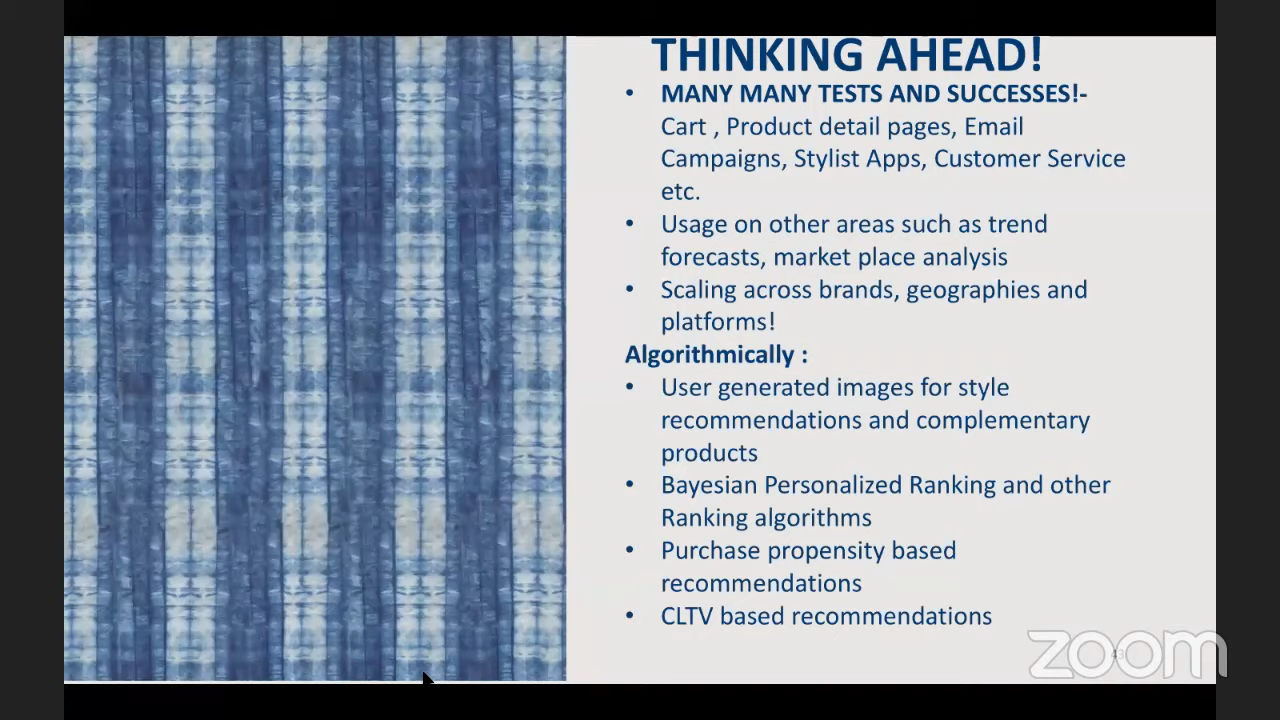 THINKING AHEAD!
• MANY MANY TESTS AND SUCCESSES!-
Cart , Product detail pages, Email
Campaigns, Stylist Apps, Customer Service
etc.
• Usage on other areas such as trend
forecasts, market place analysis
• Scaling across brands, geographies and
platforms!
Algorithmically :
• User generated images for style
recommendations and complementary
products
• Bayesian Personalized Ranking and other
Ranking algorithms
• Purchase propensity based
recommendations
• CLTV based recommendations
43
zoom